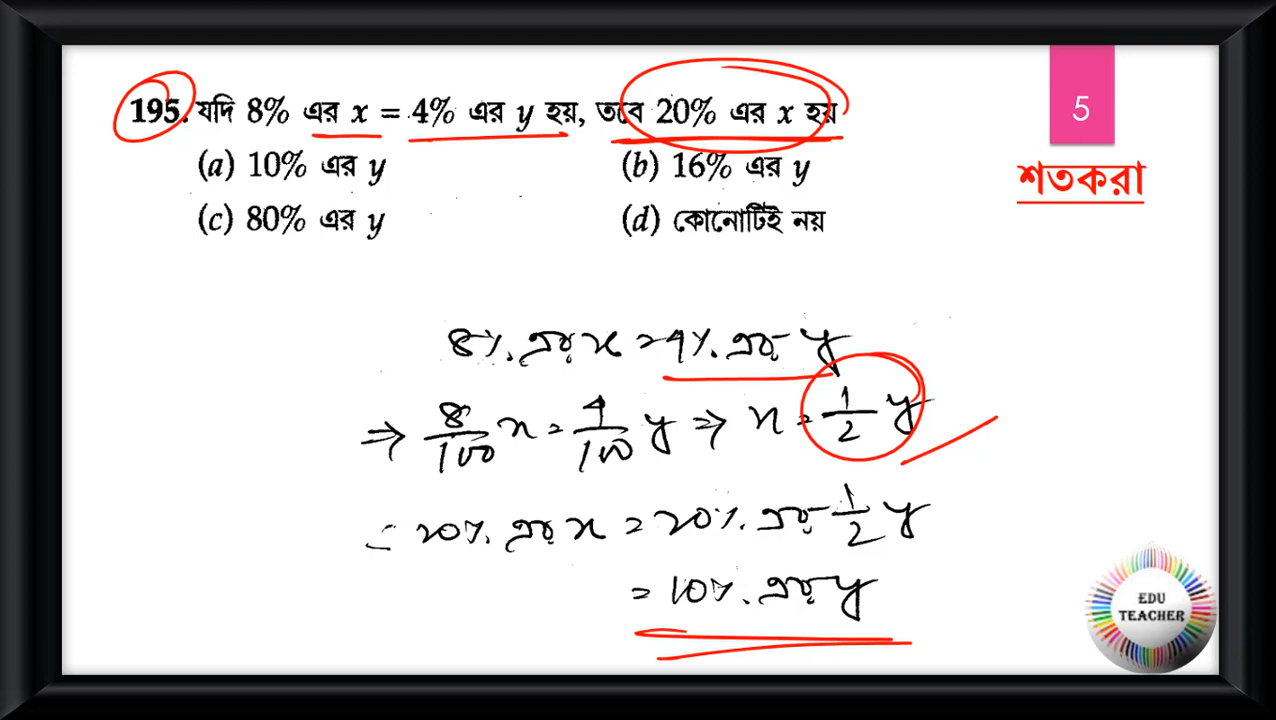 195. যদি 8% এর x = 4% এর y হয়, তবে 20% এর x হয়
(a) 10% এর y (b) 16% এর y
(c) 80% এর y (d) কোনোটিই নয়
5
শতকরা
8%. এর x = 4%. এর y
⇒ 8/100 x = 4/100 y ⇒ x = 1/2 y
∴ 20%. এর x = 20%. এর 1/2 y
= 10%. এর y
EDU
TEACHER